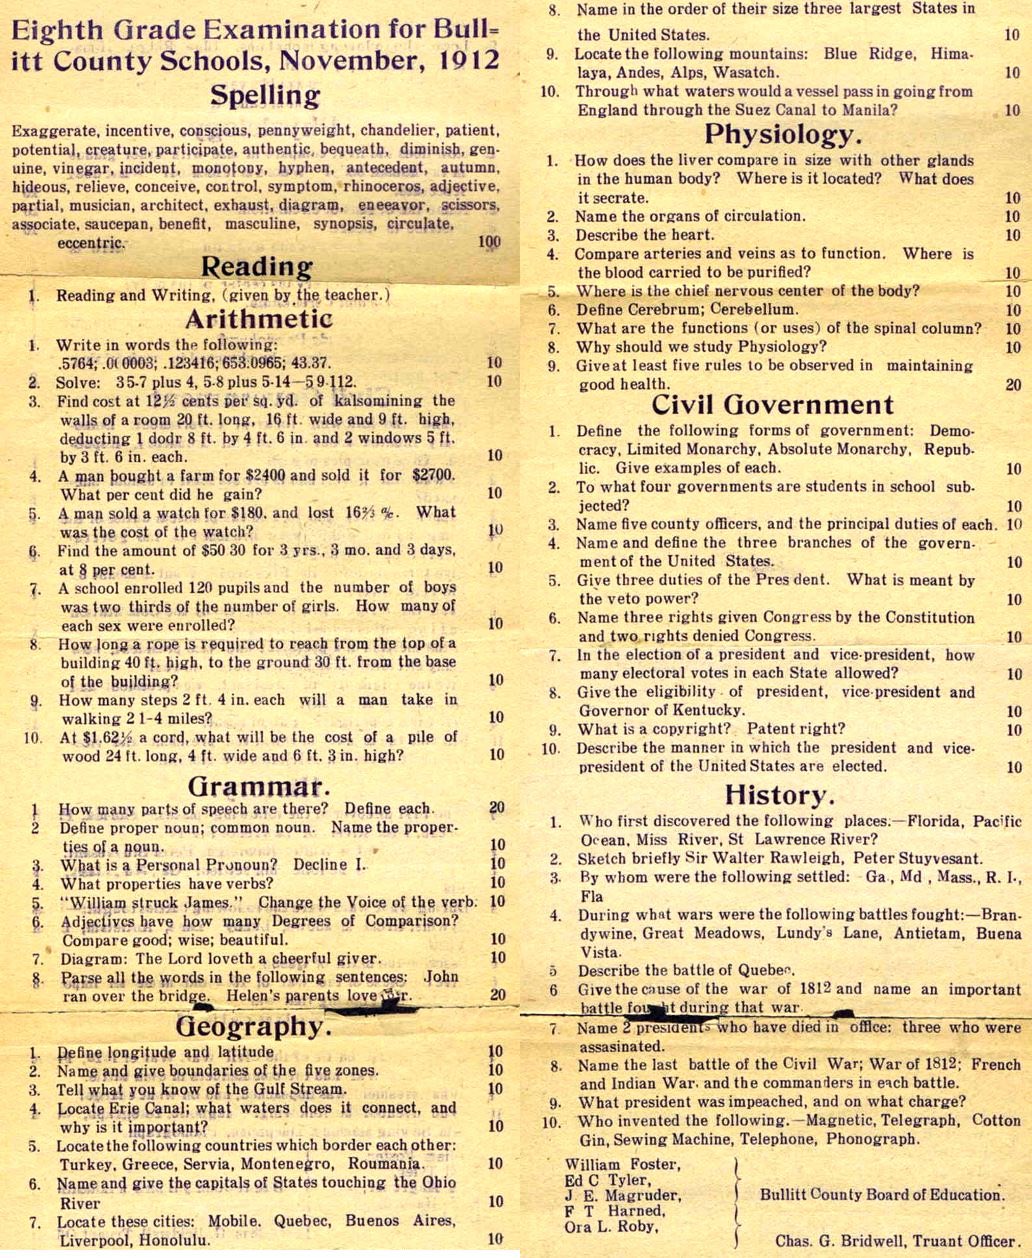 Eighth Grade Examination for Bull=
itt County Schools, November, 1912
Spelling
Exaggerate, incentive, conscious, pennyweight, chandelier, patient,
potential, creature, participate, authentic, bequeath, diminish, gen-
uine, vinegar, incident, monotony, hyphen, antecedent, autumn,
hideous, relieve, conceive, control, symptom, rhinoceros, adjective,
partial, musician, architect, exhaust, diagram, eneeavor, scissors,
associate, saucepan, benefit, masculine, synopsis, circulate,
eccentric. 100
Reading
1. Reading and Writing, (given by the teacher.)
Arithmetic
1. Write in words the following:
.5764; .0(0003; .123416; 653.0965; 43.37. 10
2. Solve: 35-7 plus 4, 5-8 plus 5-14—59-112. 10
3. Find cost at 12½ cents per sq. yd. of kalsomining the
walls of a room 20 ft. long, 16 ft. wide and 9 ft. high,
deducting 1 dodr 8 ft. by 4 ft. 6 in. and 2 windows 5 ft.
by 3 ft. 6 in. each. 10
4. A man bought a farm for $2400 and sold it for $2700.
What per cent did he gain? 10
5. A man sold a watch for $180. and lost 16⅔ %. What
was the cost of the watch? 10
6. Find the amount of $50 30 for 3 yrs., 3 mo. and 3 days,
at 8 per cent. 10
7. A school enrolled 120 pupils and the number of boys
was two thirds of the number of girls. How many of
each sex were enrolled? 10
8. How long a rope is required to reach from the top of a
building 40 ft. high, to the ground 30 ft. from the base
of the building? 10
9. How many steps 2 ft. 4 in. each will a man take in
walking 2 1-4 miles? 10
10. At $1.62½ a cord, what will be the cost of a pile of
wood 24 ft. long, 4 ft. wide and 6 ft. 3 in. high? 10
Grammar.
1 How many parts of speech are there? Define each. 20
2 Define proper noun; common noun. Name the proper-
ties of a noun. 10
3. What is a Personal Pronoun? Decline I. 10
4. What properties have verbs? 10
5. "William struck James." Change the Voice of the verb. 10
6. Adjectives have how many Degrees of Comparison?
Compare good; wise; beautiful. 10
7. Diagram: The Lord loveth a cheerful giver. 10
8. Parse all the words in the following sentences: John
ran over the bridge. Helen's parents love 20
Geography.
1. Define longitude and latitude 10
2. Name and give boundaries of the five zones. 10
3. Tell what you know of the Gulf Stream. 10
4. Locate Erie Canal; what waters does it connect, and
why is it important? 10
5. Locate the following countries which border each other:
Turkey, Greece, Servia, Montenegro, Roumania. 10
6. Name and give the capitals of States touching the Ohio
River 10
7. Locate these cities: Mobile. Quebec, Buenos Aires,
Liverpool, Honolulu. 10
8. Name in the order of their size three largest States in
the United States. 10
9. Locate the following mountains: Blue Ridge, Hima-
laya, Andes, Alps, Wasatch. 10
10. Through what waters would a vessel pass in going from
England through the Suez Canal to Manila? 10
Physiology.
1. How does the liver compare in size with other glands
in the human body? Where is it located? What does
it secrate. 10
2. Name the organs of circulation. 10
3. Describe the heart. 10
4. Compare arteries and veins as to function. Where is
the blood carried to be purified? 10
5. Where is the chief nervous center of the body? 10
6. Define Cerebrum; Cerebellum. 10
7. What are the functions (or uses) of the spinal column? 10
8. Why should we study Physiology? 10
9. Give at least five rules to be observed in maintaining
good health. 20
Civil Government
1. Define the following forms of government: Demo-
cracy, Limited Monarchy, Absolute Monarchy, Repub-
lic. Give examples of each. 10
2. To what four governments are students in school sub-
jected? 10
3. Name five county officers, and the principal duties of each. 10
4. Name and define the three branches of the govern-
ment of the United States. 10
5. Give three duties of the Pres dent. What is meant by
the veto power? 10
6. Name three rights given Congress by the Constitution
and two rights denied Congress. 10
7. In the election of a president and vice-president, how
many electoral votes in each State allowed? 10
8. Give the eligibility of president, vice-president and
Governor of Kentucky. 10
9. What is a copyright? Patent right? 10
10. Describe the manner in which the president and vice-
president of the United States are elected. 10
History.
1. Who first discovered the following places:—Florida, Pacific
Ocean, Miss River, St Lawrence River?
2. Sketch briefly Sir Walter Rawleigh, Peter Stuyvesant.
3. By whom were the following settled: Ga , Md , Mass., R. I.,
Fla
4. During what wars were the following battles fought:—Bran-
dywine, Great Meadows, Lundy's Lane, Antietam, Buena
Vista.
5 Describe the battle of Quebec.
6 Give the cause of the war of 1812 and name an important
battle fought during that war.
7. Name 2 presidents who have died in office: three who were
assasinated.
8. Name the last battle of the Civil War; War of 1812; French
and Indian War, and the commanders in each battle.
9. What president was impeached, and on what charge?
10. Who invented the following.—Magnetic, Telegraph, Cotton
Gin, Sewing Machine, Telephone, Phonograph.
William Foster,
Ed C Tyler,
J. E. Magruder,
F T Harned,
Ora L. Roby,
Bullitt County Board of Education.
Chas. G. Bridwell, Truant Officer.